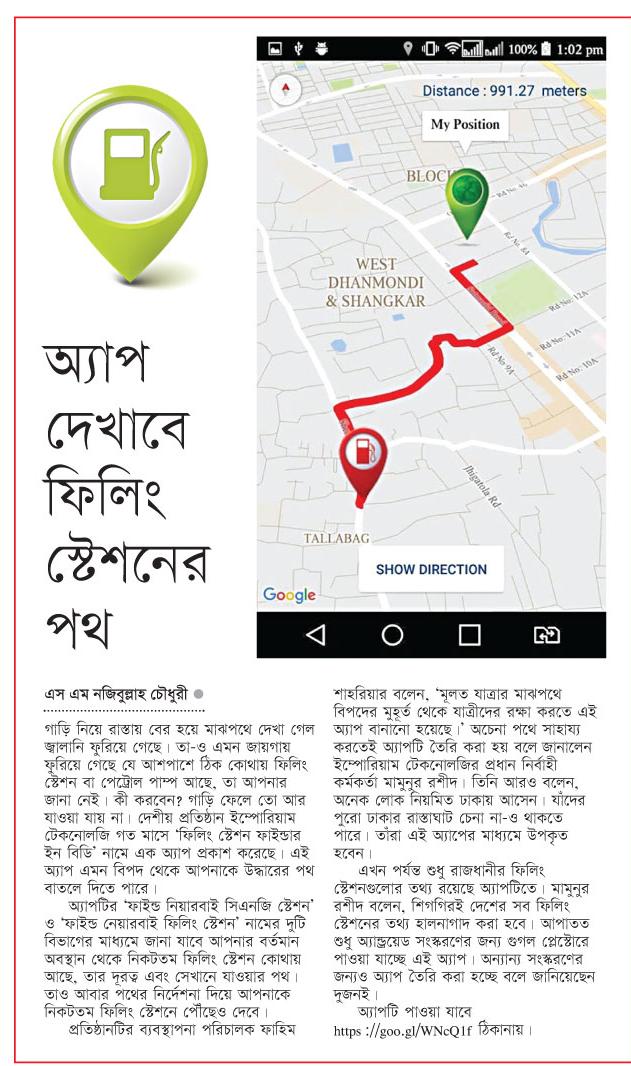 100% 1:02 pm
Distance : 991.27 meters
My Position
BLOCK
Rd No. 4G
Rd No. 8A
WEST
DHANMONDI
& SHANGKAR
Rd No. 12A
Rd No. 11A
Rd No. 10A
Rd No 9A
Jhigatola Rd
TALLABAG
SHOW DIRECTION
Google
অ্যাপ
দেখাবে
ফিলিং
স্টেশনের
পথ
এস এম নজিবুল্লাহ চৌধুরী
গাড়ি নিয়ে রাস্তায় বের হয়ে মাঝপথে দেখা গেল
জ্বালানি ফুরিয়ে গেছে। তা-ও এমন জায়গায়
ফুরিয়ে গেছে যে আশপাশে ঠিক কোথায় ফিলিং
স্টেশন বা পেট্রোল পাম্প আছে, তা আপনার
জানা নেই। কী করবেন? গাড়ি ফেলে তো আর
যাওয়া যায় না। দেশীয় প্রতিষ্ঠান ইম্পোরিয়াম
টেকনোলজি গত মাসে ‘ফিলিং স্টেশন ফাইন্ডার
ইন বিডি’ নামে এক অ্যাপ প্রকাশ করেছে। এই
অ্যাপ এমন বিপদ থেকে আপনাকে উদ্ধারের পথ
বাতলে দিতে পারে।
অ্যাপটির ‘ফাইন্ড নিয়ারবাই সিএনজি স্টেশন’
ও ‘ফাইন্ড নেয়ারবাই ফিলিং স্টেশন’ নামের দুটি
বিভাগের মাধ্যমে জানা যাবে আপনার বর্তমান
অবস্থান থেকে নিকটতম ফিলিং স্টেশন কোথায়
আছে, তার দূরত্ব এবং সেখানে যাওয়ার পথ।
তাও আবার পথের নির্দেশনা দিয়ে আপনাকে
নিকটতম ফিলিং স্টেশনে পৌঁছেও দেবে।
প্রতিষ্ঠানটির ব্যবস্থাপনা পরিচালক ফাহিম
শাহরিয়ার বলেন, ‘মূলত যাত্রার মাঝপথে
বিপদের মুহূর্ত থেকে যাত্রীদের রক্ষা করতে এই
অ্যাপ বানানো হয়েছে।’ অচেনা পথে সাহায্য
করতেই অ্যাপটি তৈরি করা হয় বলে জানালেন
ইম্পোরিয়াম টেকনোলজির প্রধান নির্বাহী
কর্মকর্তা মামুনুর রশীদ। তিনি আরও বলেন,
অনেক লোক নিয়মিত ঢাকায় আসেন। যাঁদের
পুরো ঢাকার রাস্তাঘাট চেনা না-ও থাকতে
পারে। তাঁরা এই অ্যাপের মাধ্যমে উপকৃত
হবেন।
এখন পর্যন্ত শুধু রাজধানীর ফিলিং
স্টেশনগুলোর তথ্য রয়েছে অ্যাপটিতে। মামুনুর
রশীদ বলেন, শিগগিরই দেশের সব ফিলিং
স্টেশনের তথ্য হালনাগাদ করা হবে। আপাতত
শুধু অ্যান্ড্রয়েড সংস্করণের জন্য গুগল প্লেস্টোরে
পাওয়া যাচ্ছে এই অ্যাপ। অন্যান্য সংস্করণের
জন্যও অ্যাপ তৈরি করা হচ্ছে বলে জানিয়েছেন
দুজনই।
অ্যাপটি পাওয়া যাবে
https ://goo.gl/WNcQ1f ঠিকানায়।